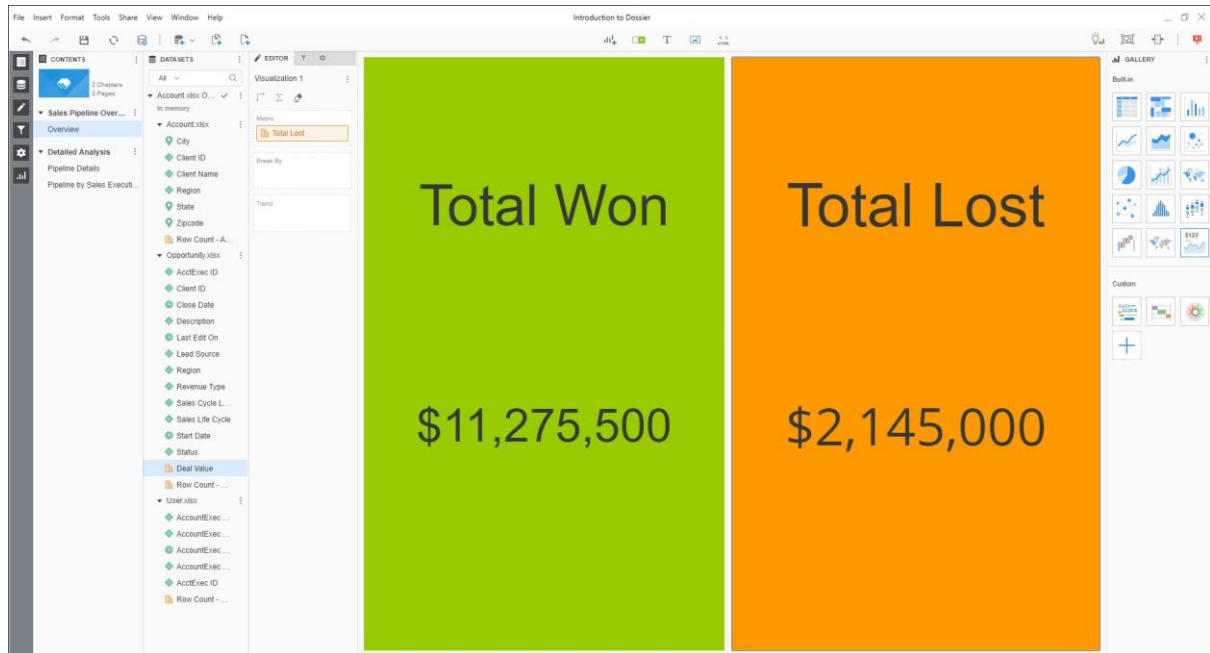 File Insert Format Tools Share View Window Help
Introduction to Dossier
T
HTML
CONTENTS
2 Chapters
3 Pages
Sales Pipeline Over...
Overview
Detailed Analysis
Pipeline Details
Pipeline by Sales Executi...
DATASETS
All
Account.xlsx O...
In memory
Account.xlsx
City
Client ID
Client Name
Region
State
Zipcode
Row Count - A...
Opportunity.xlsx
AcctExec ID
Client ID
Close Date
Description
Last Edit On
Lead Source
Region
Revenue Type
Sales Cycle L...
Sales Life Cycle
Start Date
Status
Deal Value
Row Count - ...
User.xlsx
AccountExec ...
AccountExec ...
AccountExec ...
AccountExec ...
AcctExec ID
Row Count - ...
EDITOR
Visualization 1
Metric
Total Lost
Break By
Trend
Total Won
$11,275,500
Total Lost
$2,145,000
GALLERY
Built-in
$123
Custom